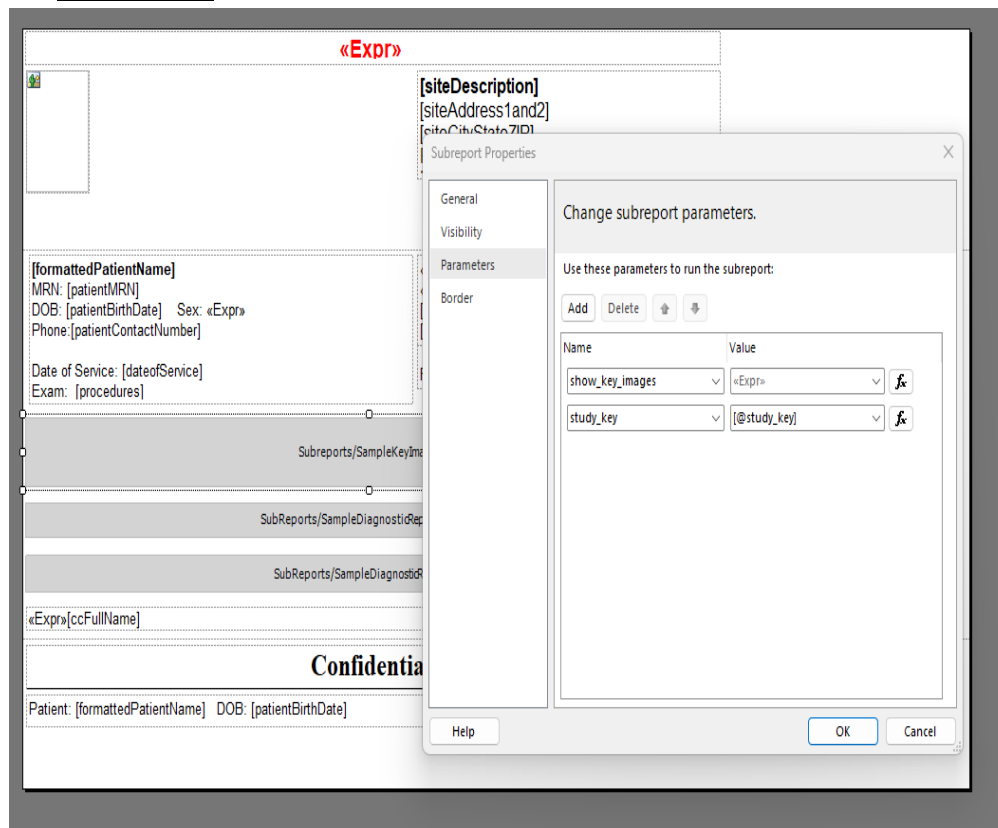 «Expr»
[siteDescription]
[siteAddress1and2]
[siteCityStateZIP]
Subreport Properties
General
Visibility
Parameters
Border
Change subreport parameters.
Use these parameters to run the subreport:
Add Delete
Name Value
show_key_images «Expr»
study_key [@study_key]
Help OK Cancel
[formattedPatientName]
MRN: [patientMRN]
DOB: [patientBirthDate] Sex: «Expr»
Phone:[patientContactNumber]
Date of Service: [dateofService]
Exam: [procedures]
Subreports/SampleKeyIma
SubReports/SampleDiagnosticRep
SubReports/SampleDiagnosticR
«Expr»[ccFullName]
Confidentia
Patient: [formattedPatientName] DOB: [patientBirthDate]